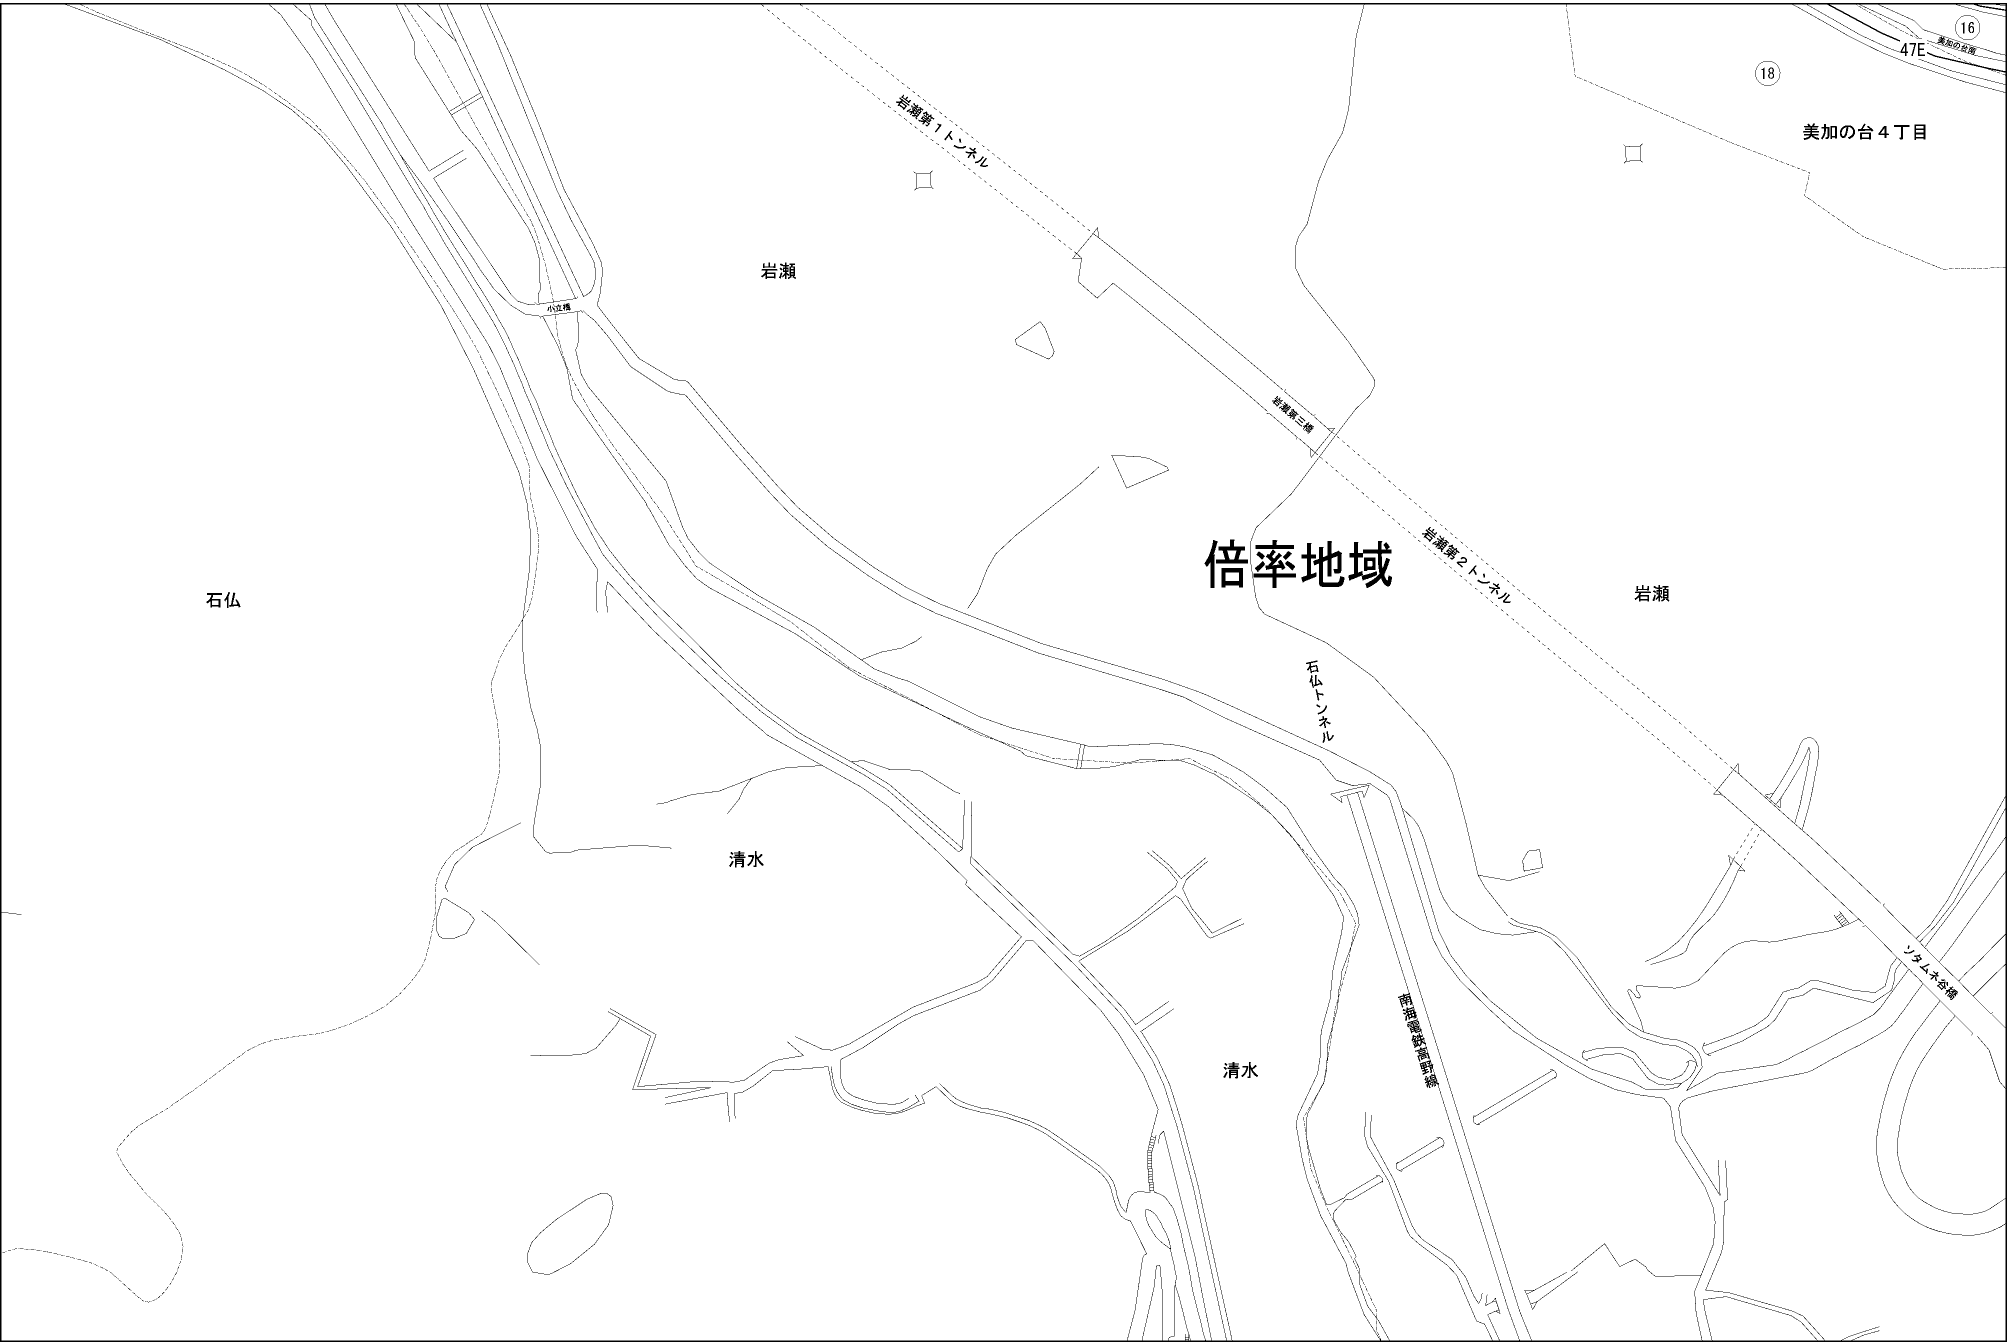 16
美加の台南
47E
18
美加の台４丁目
岩瀬第１トンネル
岩瀬
小立橋
岩瀬第三橋
倍率地域
岩瀬第２トンネル
岩瀬
石仏
石仏トンネル
清水
ソタムネ谷橋
南海電鉄高野線
清水